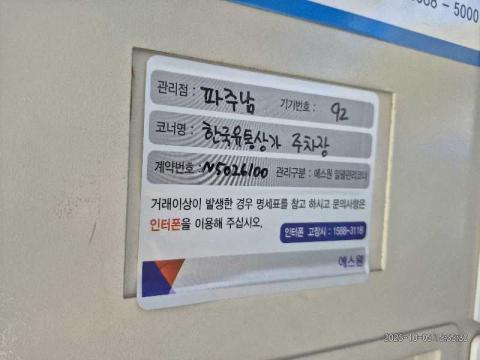 5000
관리점 : 파주남 기기번호 : 92
코너명 : 한국유통상가 주차장
계약번호 : N5026100 관리구분 : 에스원 일괄관리코너
거래이상이 발생한 경우 명세표를 참고 하시고 문의사항은
인터폰을 이용해 주십시오.
인터폰 고장시 : 1588-3118
에스원